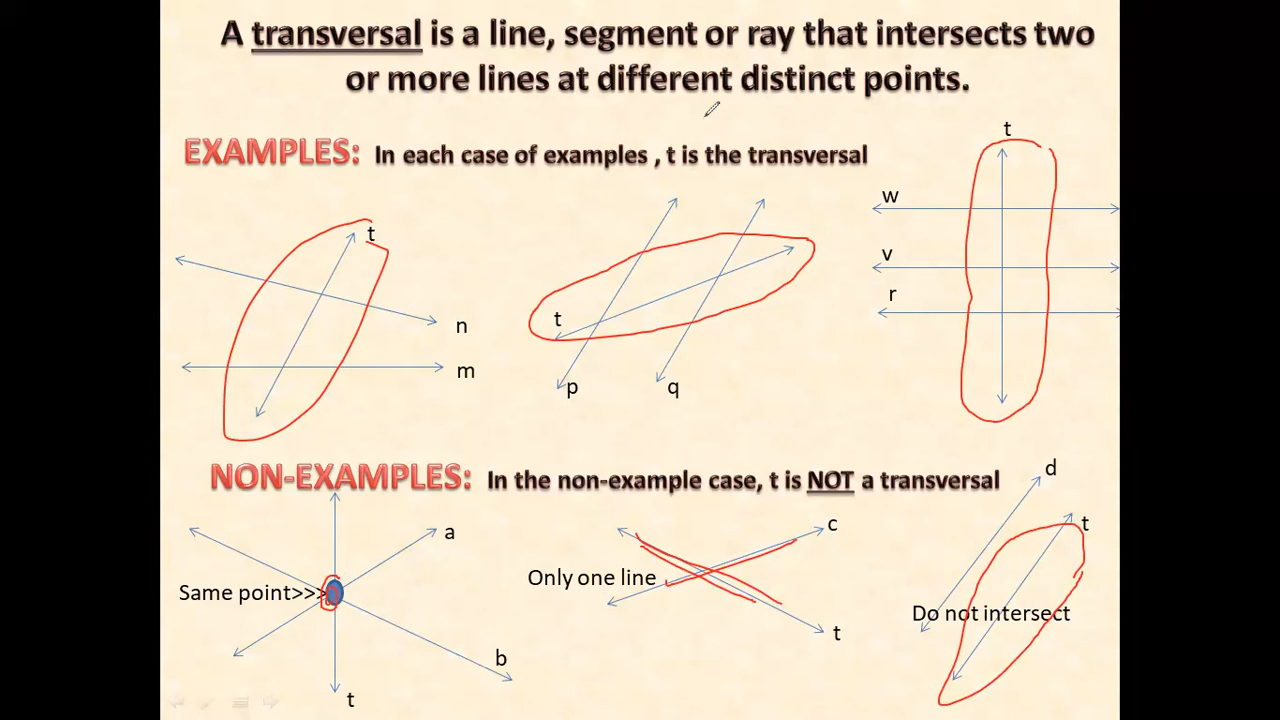 A transversal is a line, segment or ray that intersects two
or more lines at different distinct points.
EXAMPLES: In each case of examples , t is the transversal
t
w
v
r
t
n
m
t
p
q
NON-EXAMPLES: In the non-example case, t is NOT a transversal
a
Same point>>>
b
t
c
Only one line
t
d
t
Do not intersect